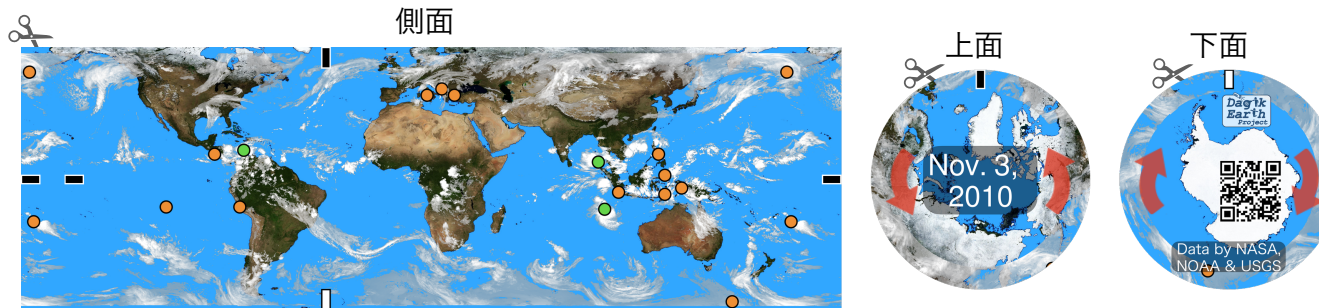 側面
上面
下面
Dagik
Earth
Project
Nov. 3,
2010
Data by NASA,
NOAA & USGS